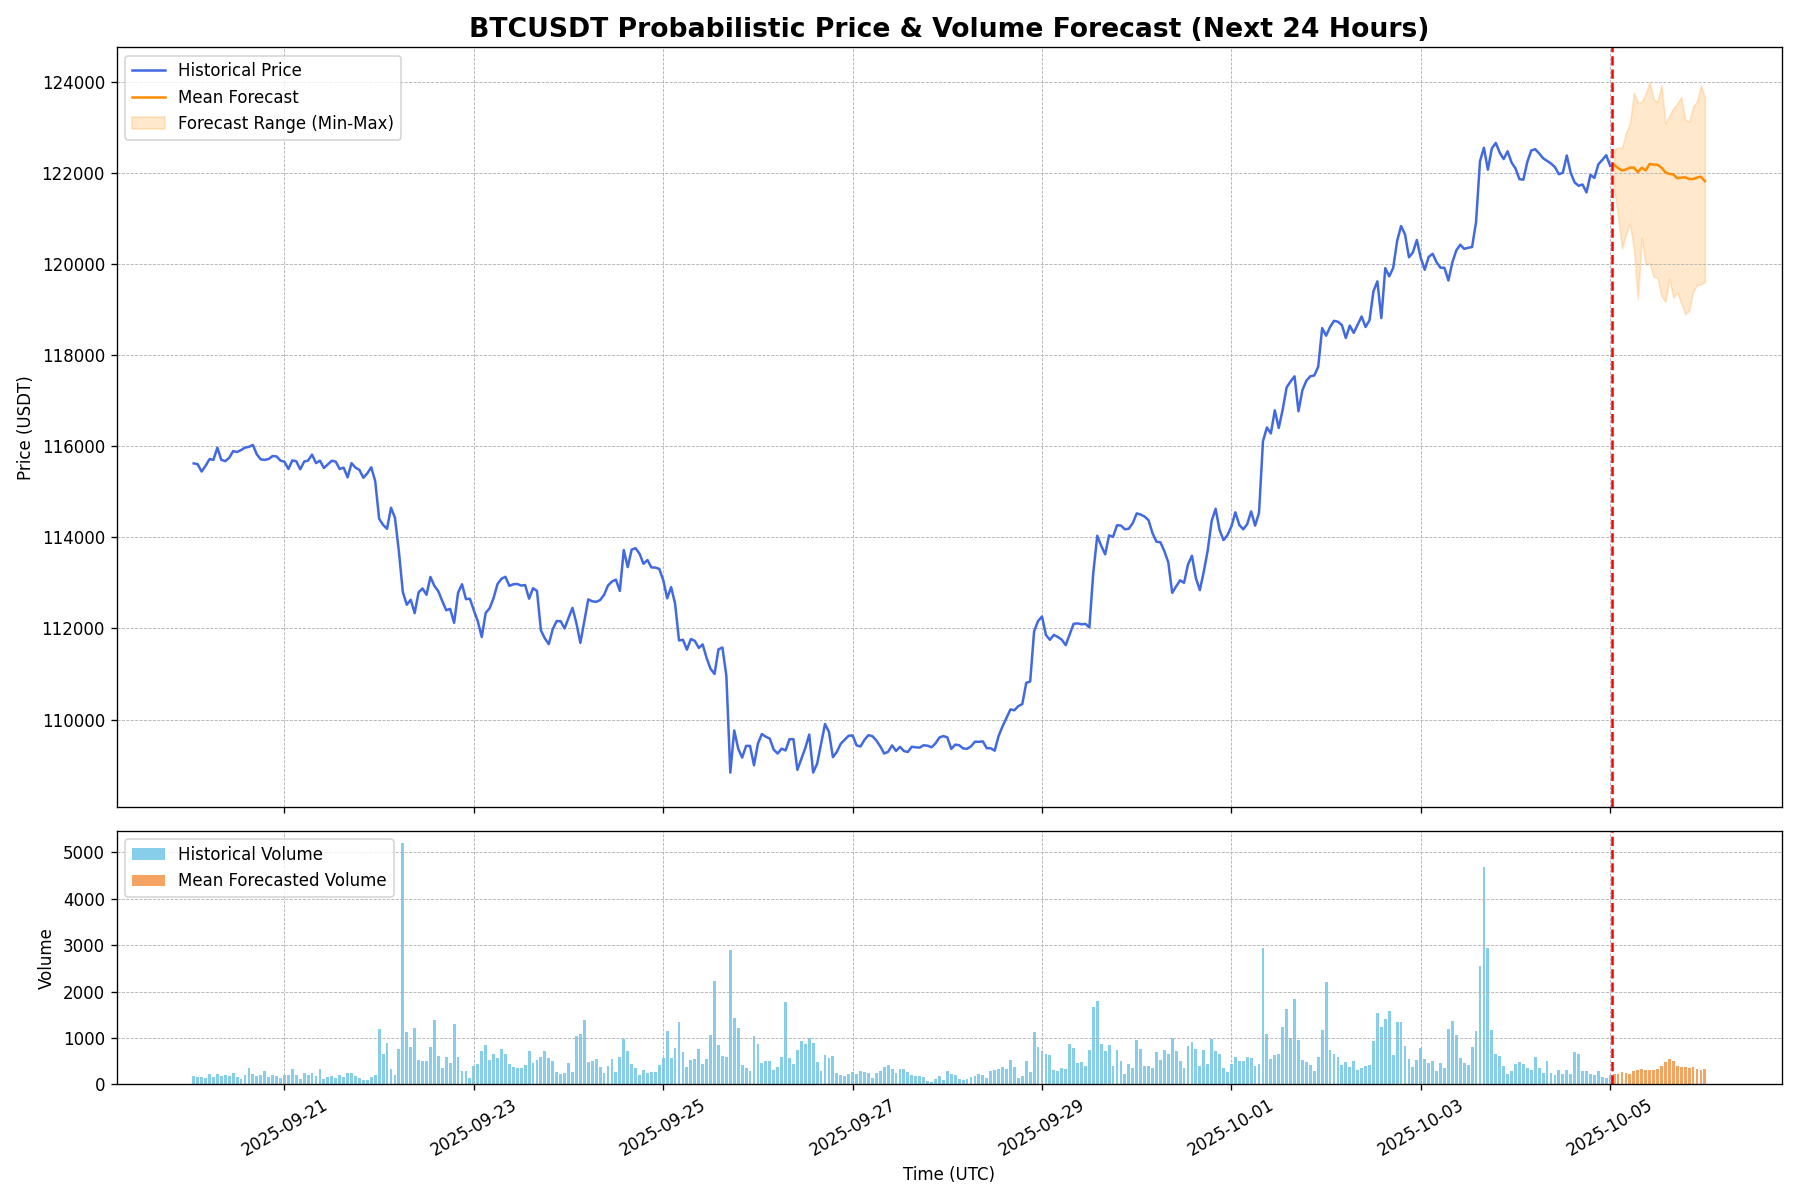 BTCUSDT Probabilistic Price & Volume Forecast (Next 24 Hours)
Historical Price
Mean Forecast
Forecast Range (Min-Max)
124000
122000
120000
118000
116000
114000
112000
110000
Price (USDT)
Historical Volume
Mean Forecasted Volume
5000
4000
3000
2000
1000
0
Volume
2025-09-21
2025-09-23
2025-09-25
2025-09-27
2025-09-29
2025-10-01
2025-10-03
2025-10-05
Time (UTC)